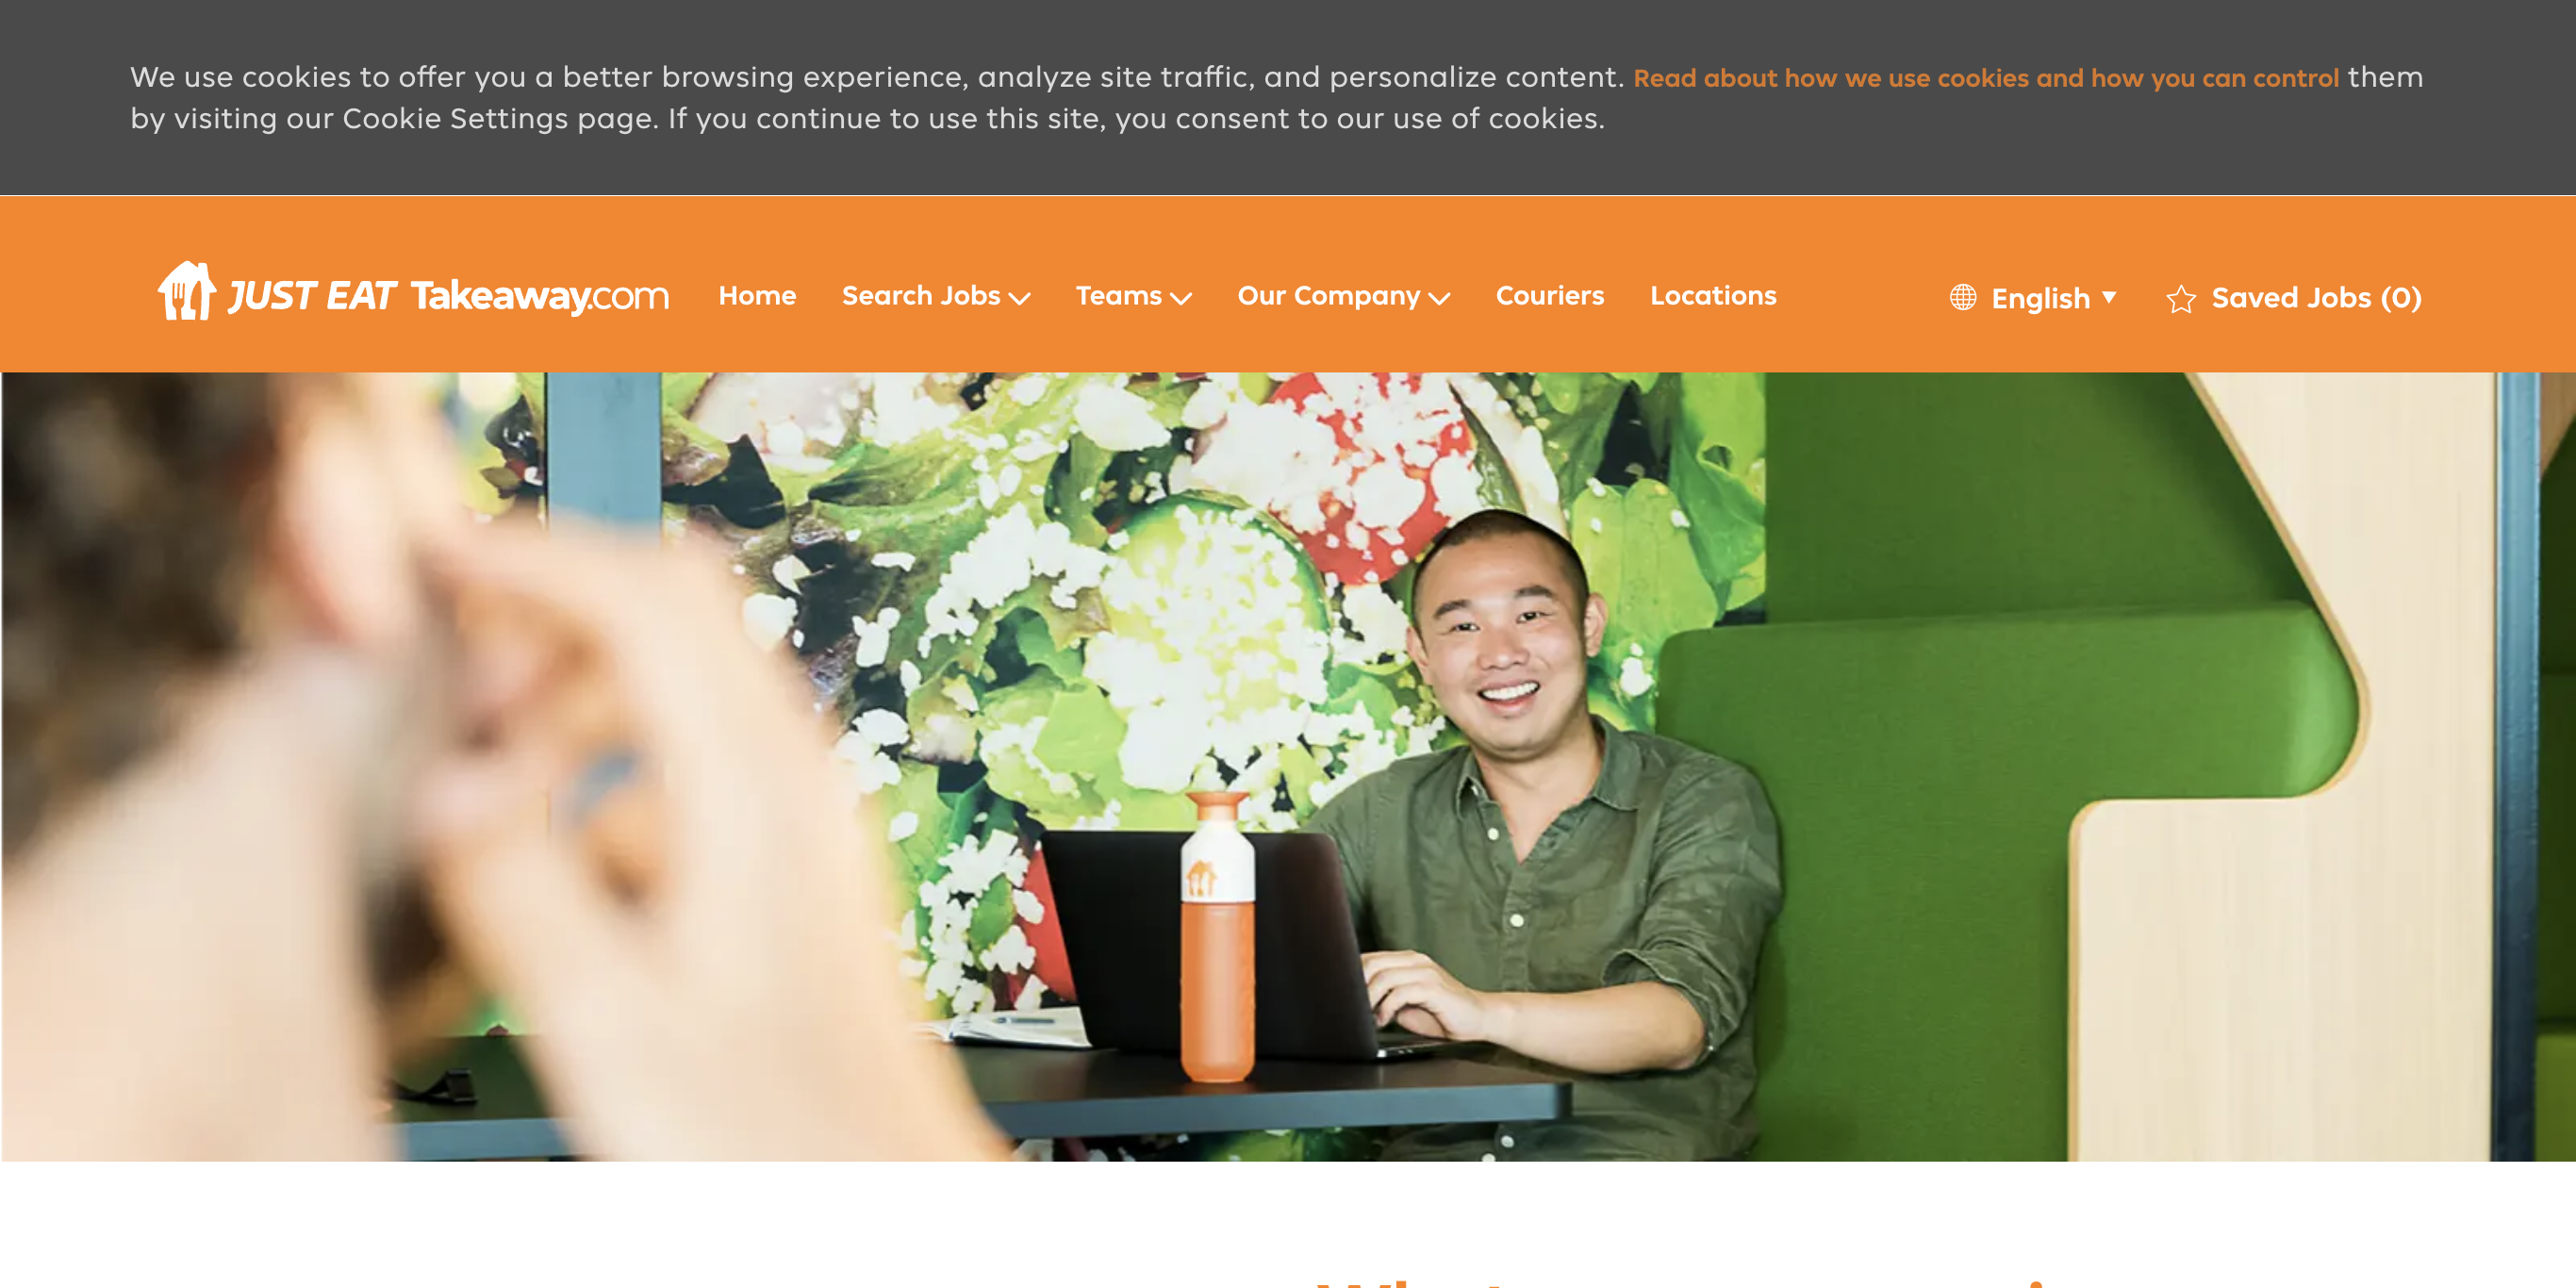 We use cookies to offer you a better browsing experience, analyze site traffic, and personalize content. Read about how we use cookies and how you can control them
by visiting our Cookie Settings page. If you continue to use this site, you consent to our use of cookies.
JUST EAT Takeaway.com Home Search Jobs Teams Our Company Couriers Locations English Saved Jobs (0)